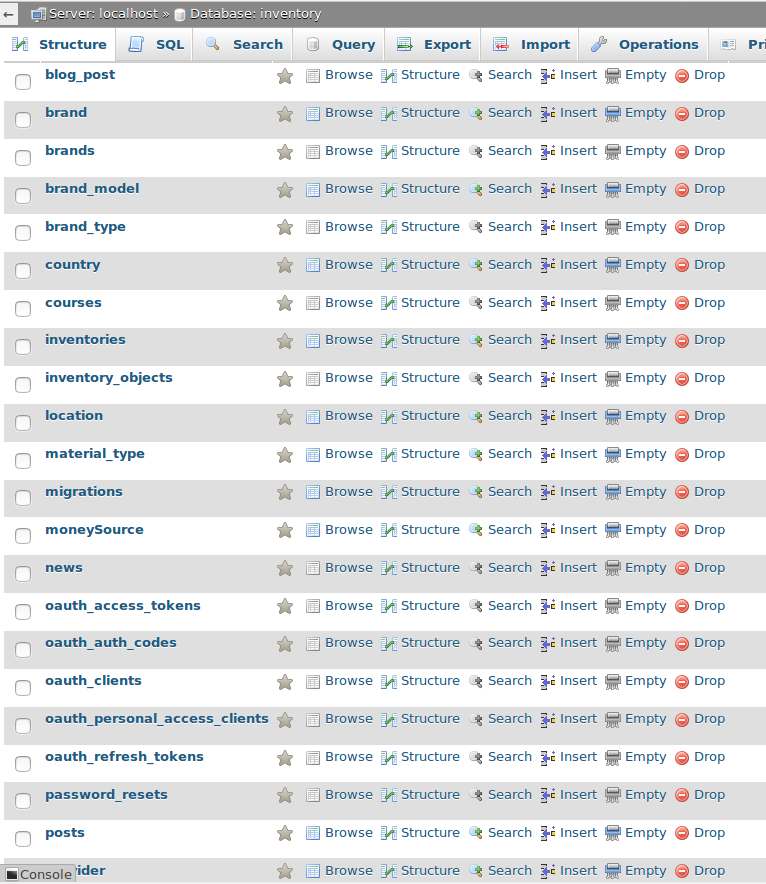 Server: localhost » Database: inventory
Structure SQL Search Query Export Import Operations Pri
blog_post Browse Structure Search Insert Empty Drop
brand Browse Structure Search Insert Empty Drop
brands Browse Structure Search Insert Empty Drop
brand_model Browse Structure Search Insert Empty Drop
brand_type Browse Structure Search Insert Empty Drop
country Browse Structure Search Insert Empty Drop
courses Browse Structure Search Insert Empty Drop
inventories Browse Structure Search Insert Empty Drop
inventory_objects Browse Structure Search Insert Empty Drop
location Browse Structure Search Insert Empty Drop
material_type Browse Structure Search Insert Empty Drop
migrations Browse Structure Search Insert Empty Drop
moneySource Browse Structure Search Insert Empty Drop
news Browse Structure Search Insert Empty Drop
oauth_access_tokens Browse Structure Search Insert Empty Drop
oauth_auth_codes Browse Structure Search Insert Empty Drop
oauth_clients Browse Structure Search Insert Empty Drop
oauth_personal_access_clients Browse Structure Search Insert Empty Drop
oauth_refresh_tokens Browse Structure Search Insert Empty Drop
password_resets Browse Structure Search Insert Empty Drop
posts Browse Structure Search Insert Empty Drop
Console ider Browse Structure Search Insert Empty Drop